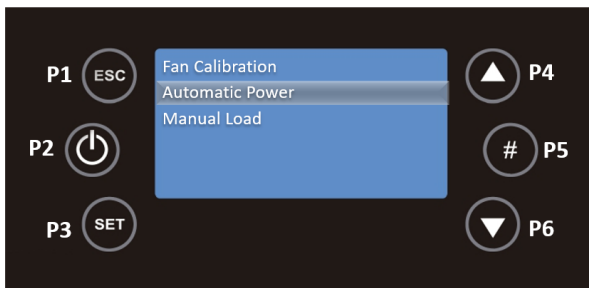 P1 ESC
Fan Calibration
Automatic Power
Manual Load
P4
P2
# P5
P3 SET
P6